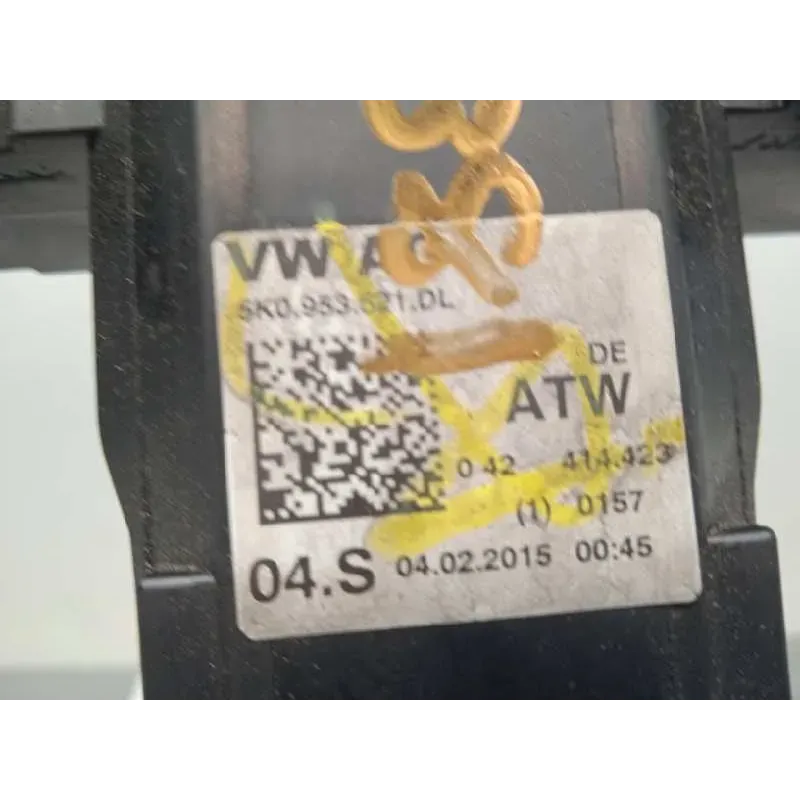 VW AG
5K0.953.521.DL
DE
ATW
0 42 414.423
(1) 0157
04.S 04.02.2015 00:45